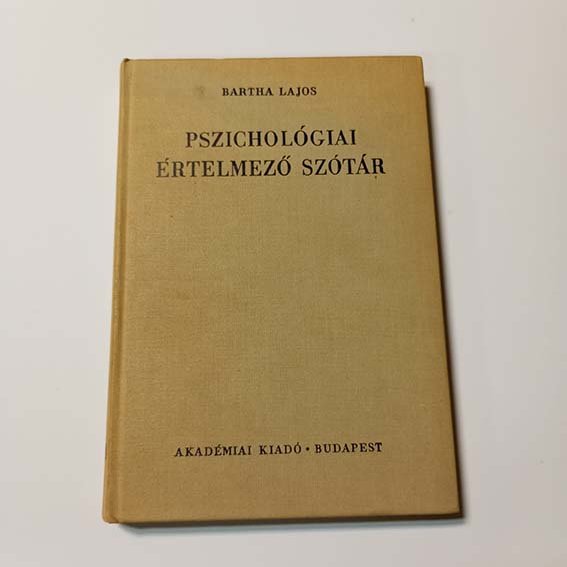 BARTHA LAJOS
PSZICHOLÓGIAI
ÉRTELMEZŐ SZÓTÁR
AKADÉMIAI KIADÓ • BUDAPEST